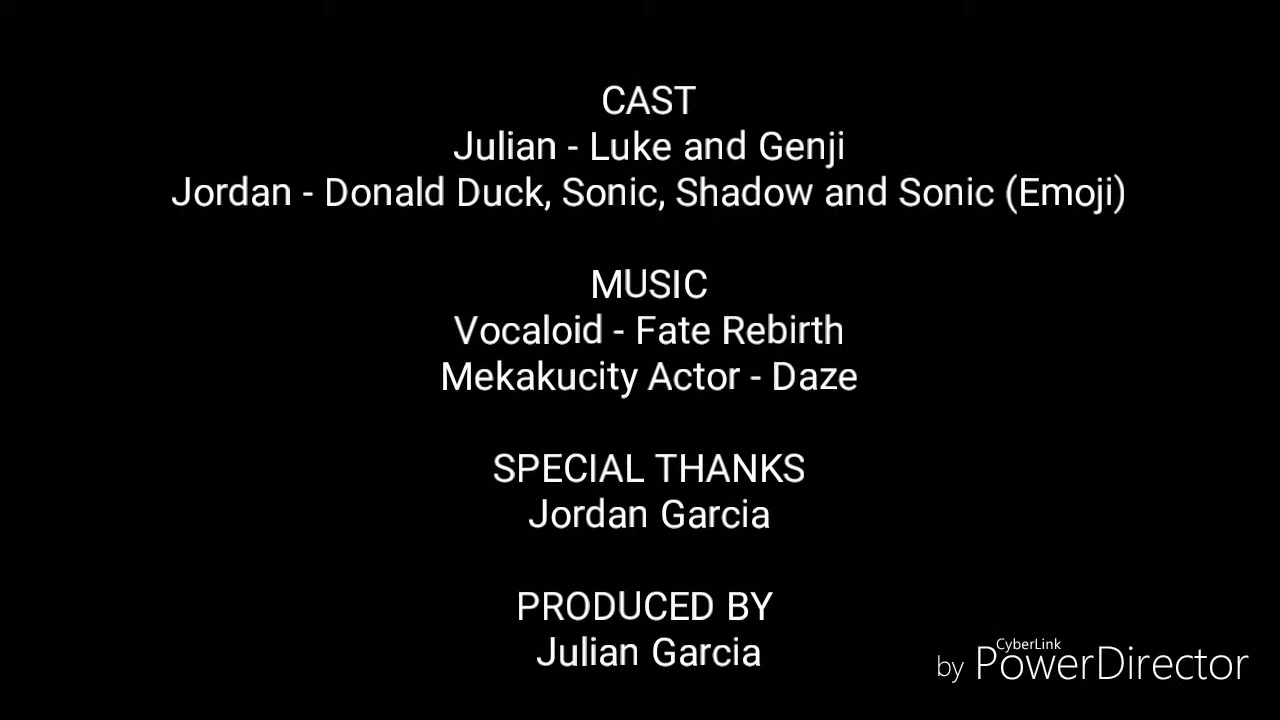 CAST
Julian - Luke and Genji
Jordan - Donald Duck, Sonic, Shadow and Sonic (Emoji)
MUSIC
Vocaloid - Fate Rebirth
Mekakucity Actor - Daze
SPECIAL THANKS
Jordan Garcia
PRODUCED BY
Julian Garcia
CyberLink
by PowerDirector